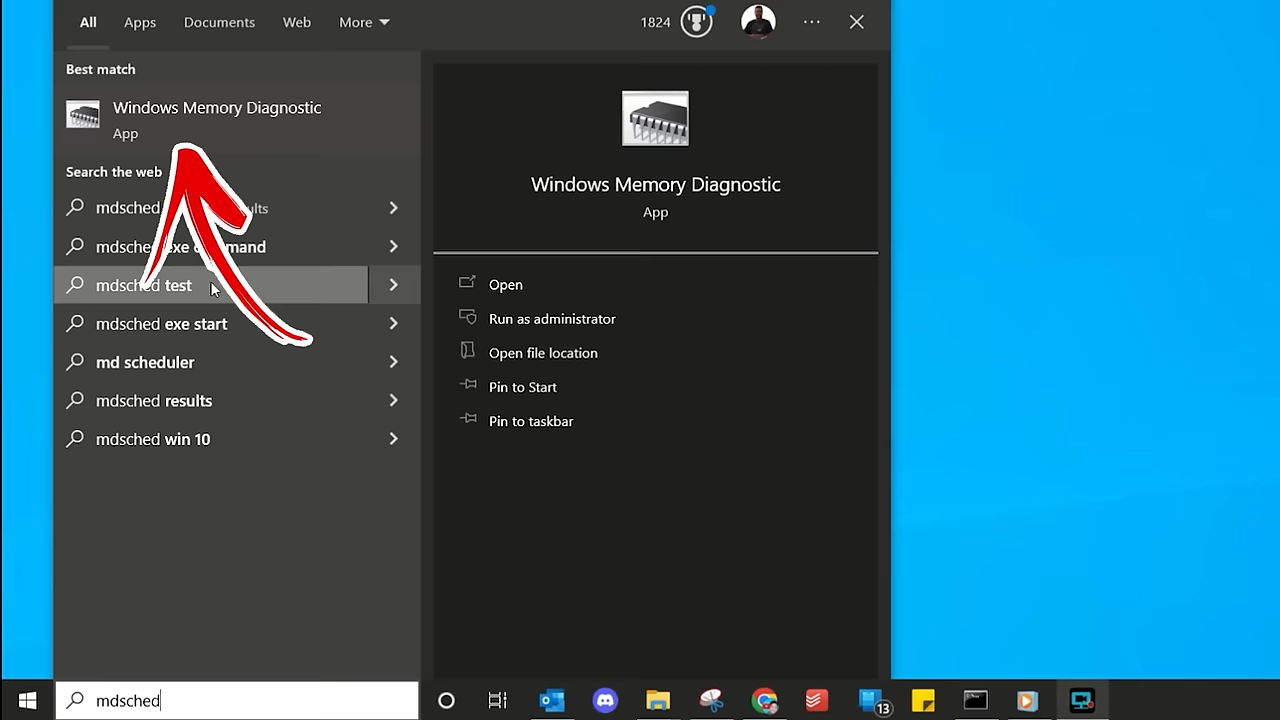 All Apps Documents Web More 1824
Best match
Windows Memory Diagnostic
App
Search the web
mdsched
mdsched exe
mdsched test
mdsched exe start
md scheduler
mdsched results
mdsched win 10
Windows Memory Diagnostic
App
Open
Run as administrator
Open file location
Pin to Start
Pin to taskbar
mdsched
13